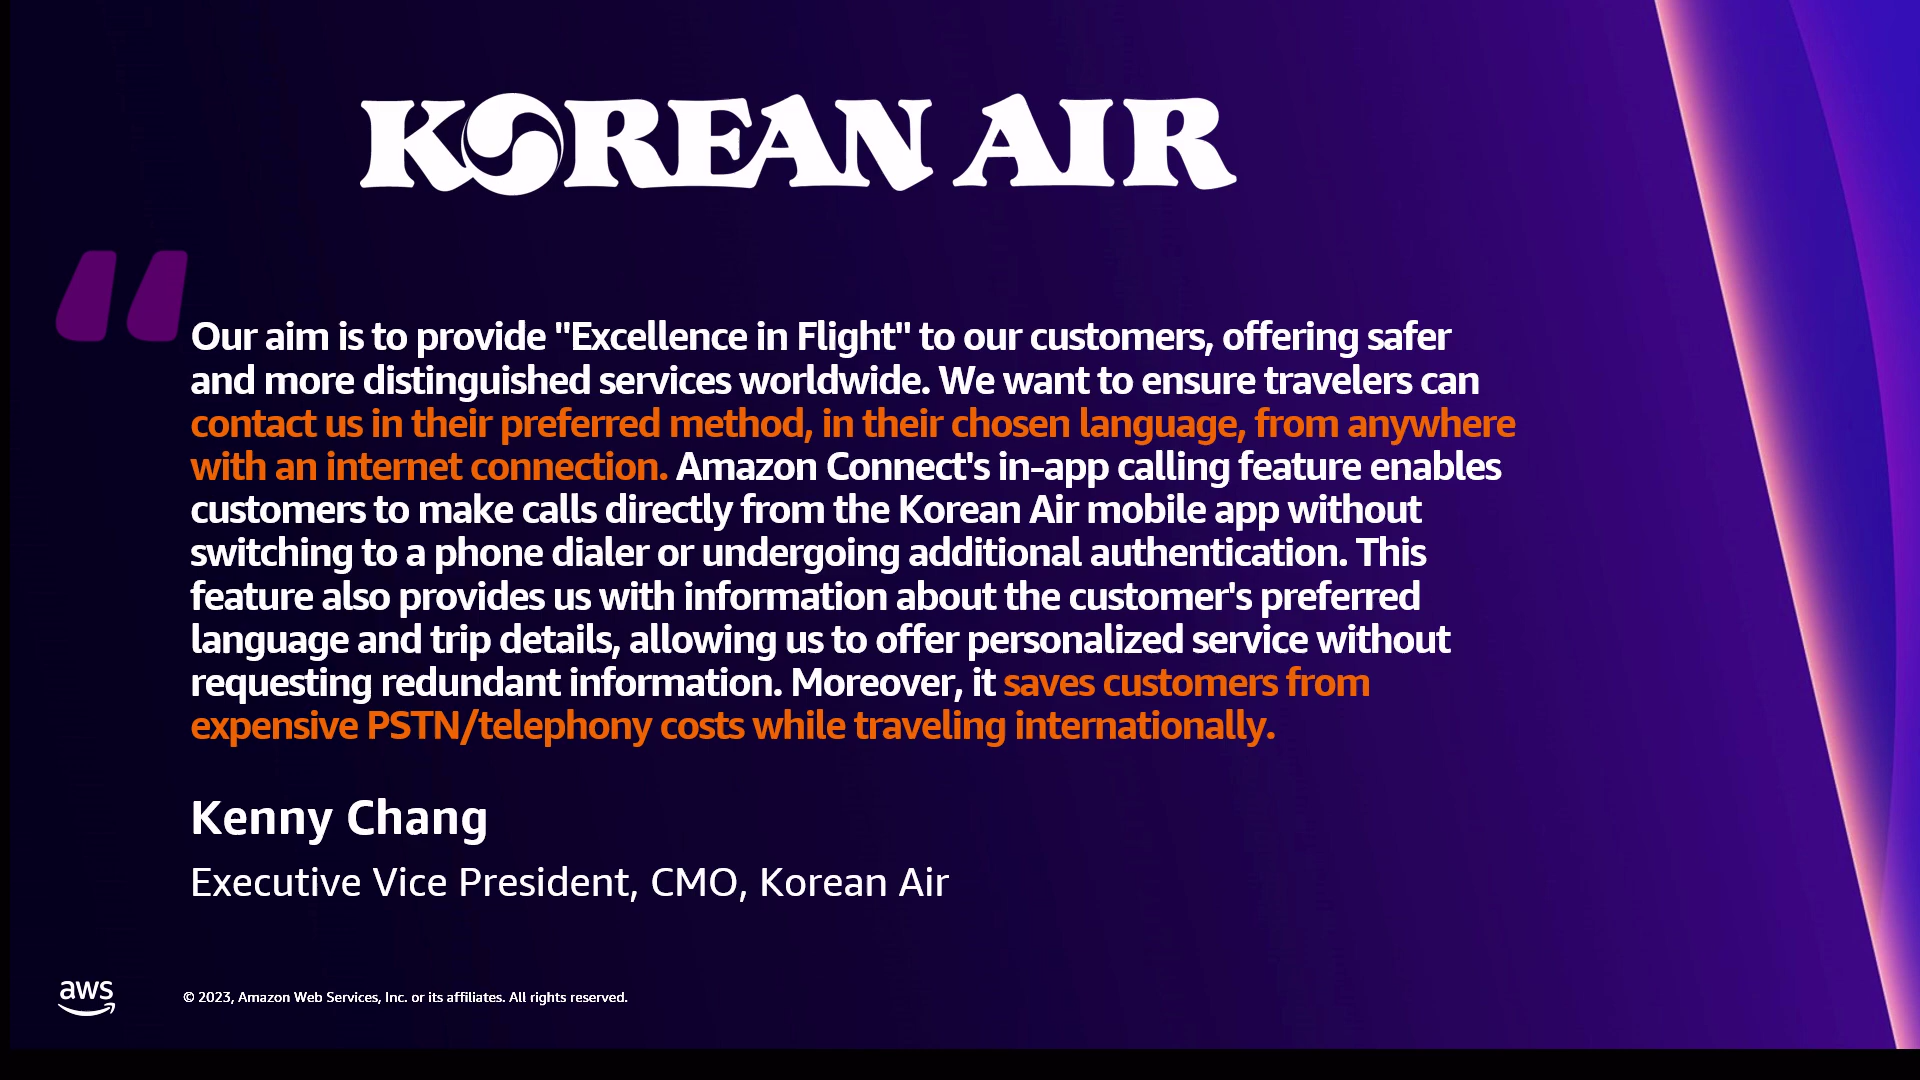 KOREAN AIR
Our aim is to provide "Excellence in Flight" to our customers, offering safer
and more distinguished services worldwide. We want to ensure travelers can
contact us in their preferred method, in their chosen language, from anywhere
with an internet connection. Amazon Connect's in-app calling feature enables
customers to make calls directly from the Korean Air mobile app without
switching to a phone dialer or undergoing additional authentication. This
feature also provides us with information about the customer's preferred
language and trip details, allowing us to offer personalized service without
requesting redundant information. Moreover, it saves customers from
expensive PSTN/telephony costs while traveling internationally.
Kenny Chang
Executive Vice President, CMO, Korean Air
aws
© 2023, Amazon Web Services, Inc. or its affiliates. All rights reserved.